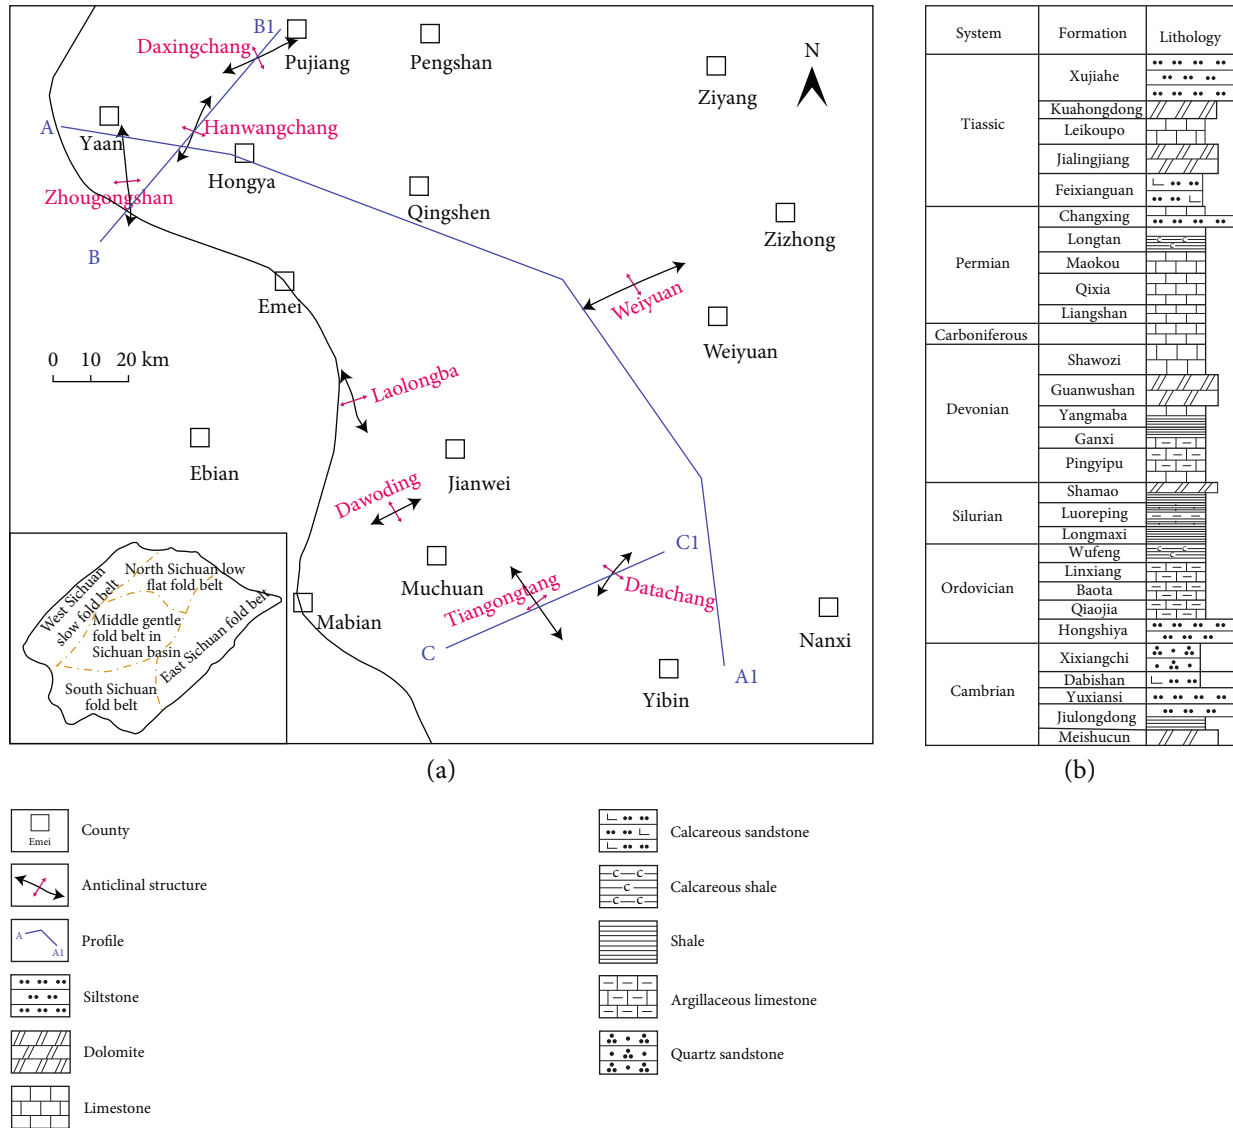 B1
Daxingchang
Pujiang
Pengshan
N
Ziyang
A
Yaan
Hanwangchang
Hongya
Zhougongshan
Qingshen
Zizhong
B
Emei
Weiyuan
Weiyuan
0 10 20 km
Laolongba
Ebian
Jianwei
Dawoding
C1
Muchuan
Tiangongtang
Datachang
Mabian
Nanxi
C
A1
Yibin
West Sichuan
slow fold belt
North Sichuan low
flat fold belt
Middle gentle
fold belt in
Sichuan basin
East Sichuan fold belt
South Sichuan
fold belt
(a)
System Formation Lithology
Tiassic
Xujiahe
Kuahongdong
Leikoupo
Jialingjiang
Feixianguan
Permian
Changxing
Longtan
c c
c
Maokou
Qixia
Liangshan
Carboniferous
Devonian
Shawozi
Guanwushan
Yangmaba
Ganxi
Pingyipu
Silurian
Shamao
Luoreping
Longmaxi
Ordovician
Wufeng
c c
c
Linxiang
Baota
Qiaojia
Hongshiya
Cambrian
Xixiangchi
Dabishan
Yuxiansi
Jiulongdong
Meishucun
(b)
Emei
County
Anticlinal structure
A
A1
Profile
Siltstone
Dolomite
Limestone
Calcareous sandstone
c c
c
c c
Calcareous shale
Shale
Argillaceous limestone
Quartz sandstone